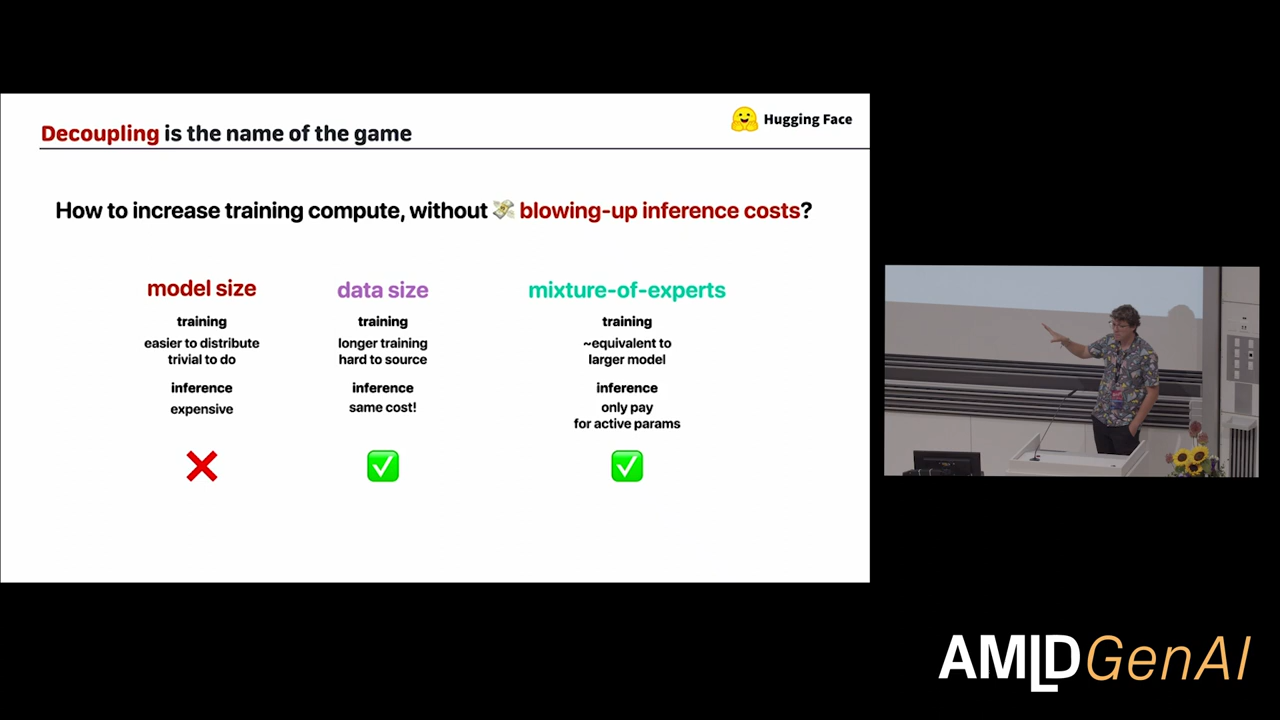 Decoupling is the name of the game
Hugging Face
How to increase training compute, without 💸 blowing-up inference costs?
model size
training
easier to distribute
trivial to do
inference
expensive
data size
training
longer training
hard to source
inference
same cost!
mixture-of-experts
training
~equivalent to
larger model
inference
only pay
for active params
AMLD GenAI